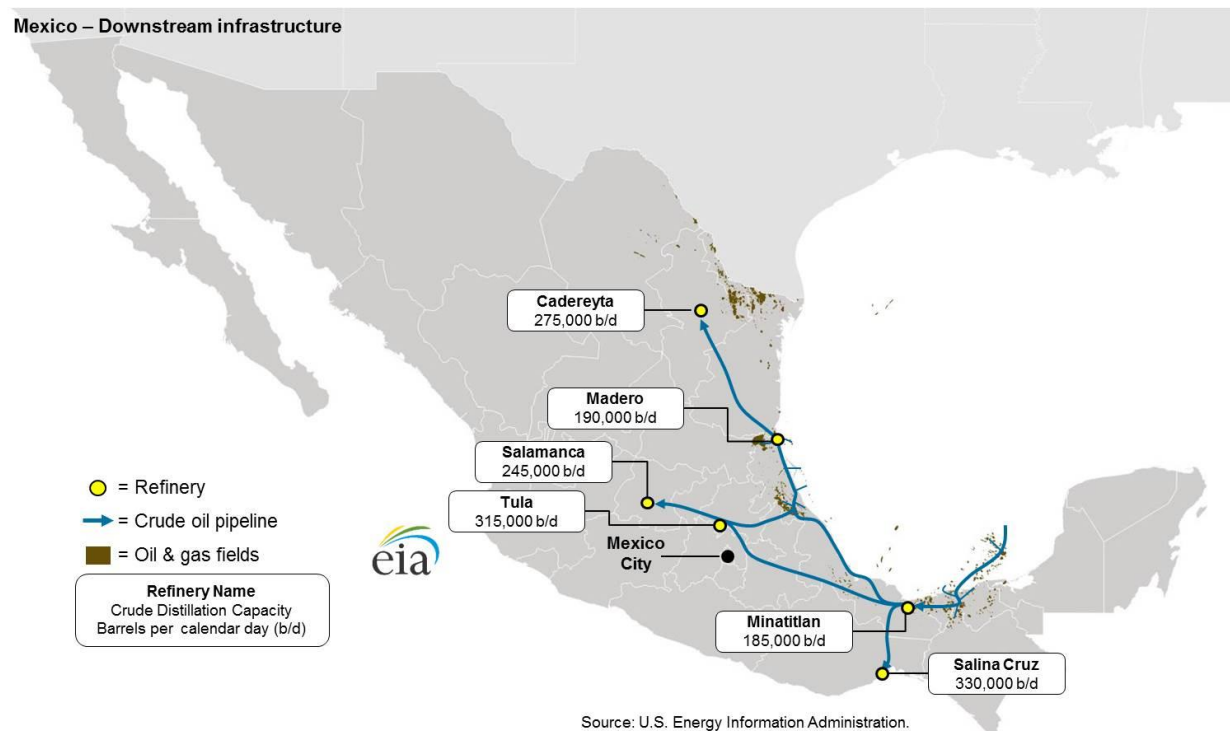 Mexico – Downstream infrastructure
Cadereyta
275,000 b/d
Madero
190,000 b/d
Salamanca
245,000 b/d
Tula
315,000 b/d
Mexico
City
Minatitlan
185,000 b/d
Salina Cruz
330,000 b/d
= Refinery
= Crude oil pipeline
= Oil & gas fields
Refinery Name
Crude Distillation Capacity
Barrels per calendar day (b/d)
eia
Source: U.S. Energy Information Administration.